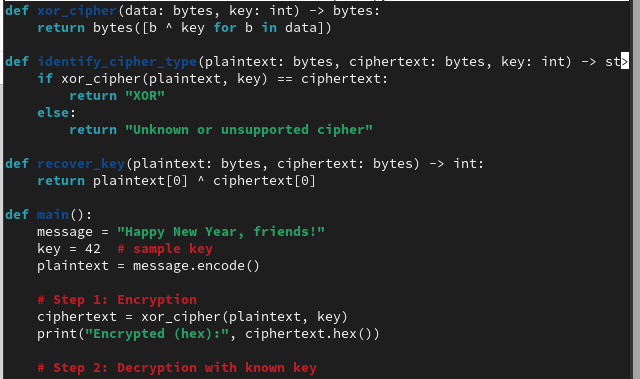 def xor_cipher(data: bytes, key: int) -> bytes:
    return bytes([b ^ key for b in data])

def identify_cipher_type(plaintext: bytes, ciphertext: bytes, key: int) -> st>
    if xor_cipher(plaintext, key) == ciphertext:
        return "XOR"
    else:
        return "Unknown or unsupported cipher"

def recover_key(plaintext: bytes, ciphertext: bytes) -> int:
    return plaintext[0] ^ ciphertext[0]

def main():
    message = "Happy New Year, friends!"
    key = 42  # sample key
    plaintext = message.encode()

    # Step 1: Encryption
    ciphertext = xor_cipher(plaintext, key)
    print("Encrypted (hex):", ciphertext.hex())

    # Step 2: Decryption with known key